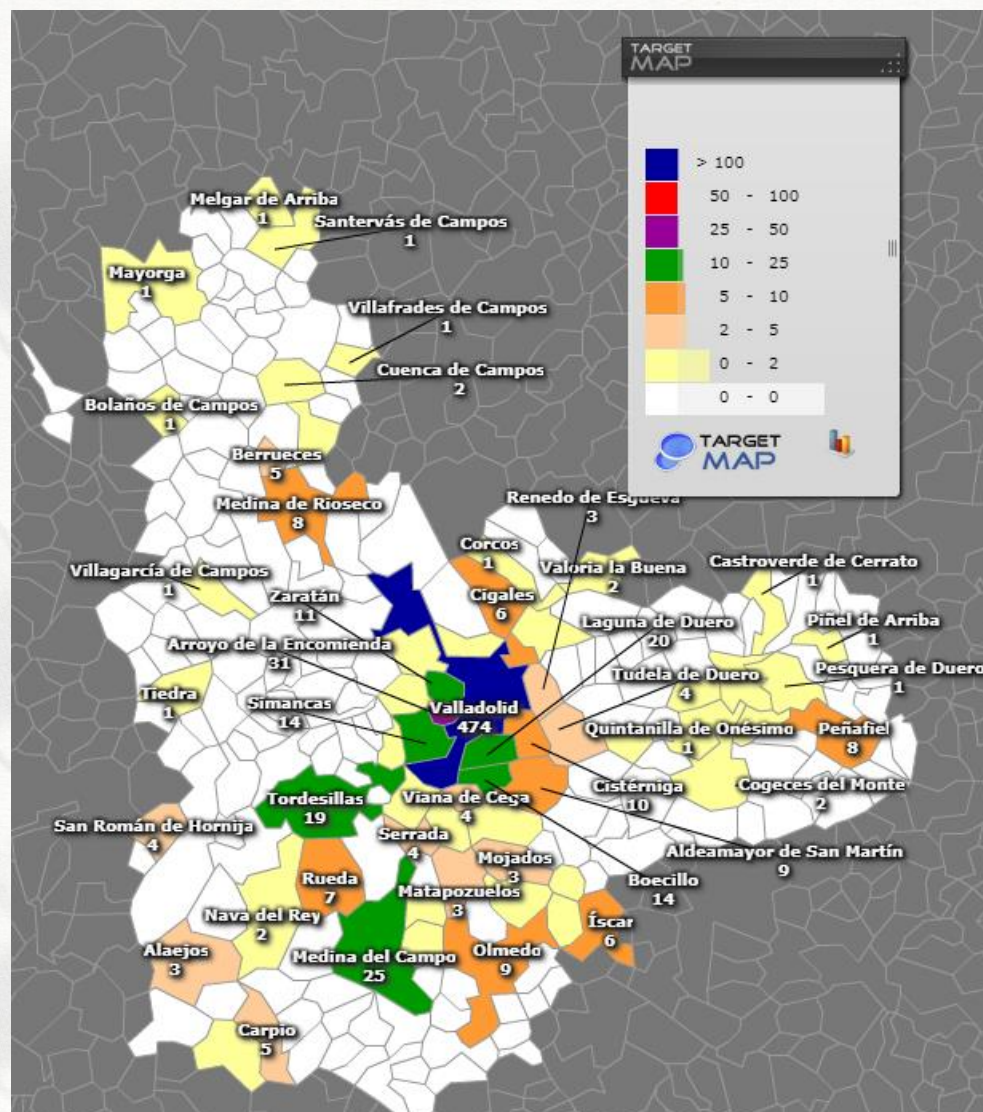 TARGET
MAP
> 100
50 - 100
25 - 50
10 - 25
5 - 10
2 - 5
0 - 2
0 - 0
TARGET
MAP
Melgar de Arriba
1
Santervás de Campos
1
Mayorga
1
Villafrades de Campos
1
Cuenca de Campos
2
Bolaños de Campos
1
Berrueces
5
Medina de Rioseco
8
Renedo de Esgueva
3
Corcos
1
Valoria la Buena
2
Castroverde de Cerrato
1
Villagarcía de Campos
1
Zaratán
11
Cigales
6
Laguna de Duero
20
Piñel de Arriba
1
Arroyo de la Encomienda
31
Tudela de Duero
4
Pesquera de Duero
1
Tiedra
1
Simancas
14
Valladolid
474
Quintanilla de Onésimo
1
Peñafiel
8
Cistérniga
10
Cogeces del Monte
2
Viana de Cega
4
Tordesillas
19
San Román de Hornija
4
Serrada
4
Mojados
3
Aldeamayor de San Martín
9
Boecillo
14
Rueda
7
Matapozuelos
3
Nava del Rey
2
Íscar
6
Alaejos
3
Medina del Campo
25
Olmedo
9
Carpio
5